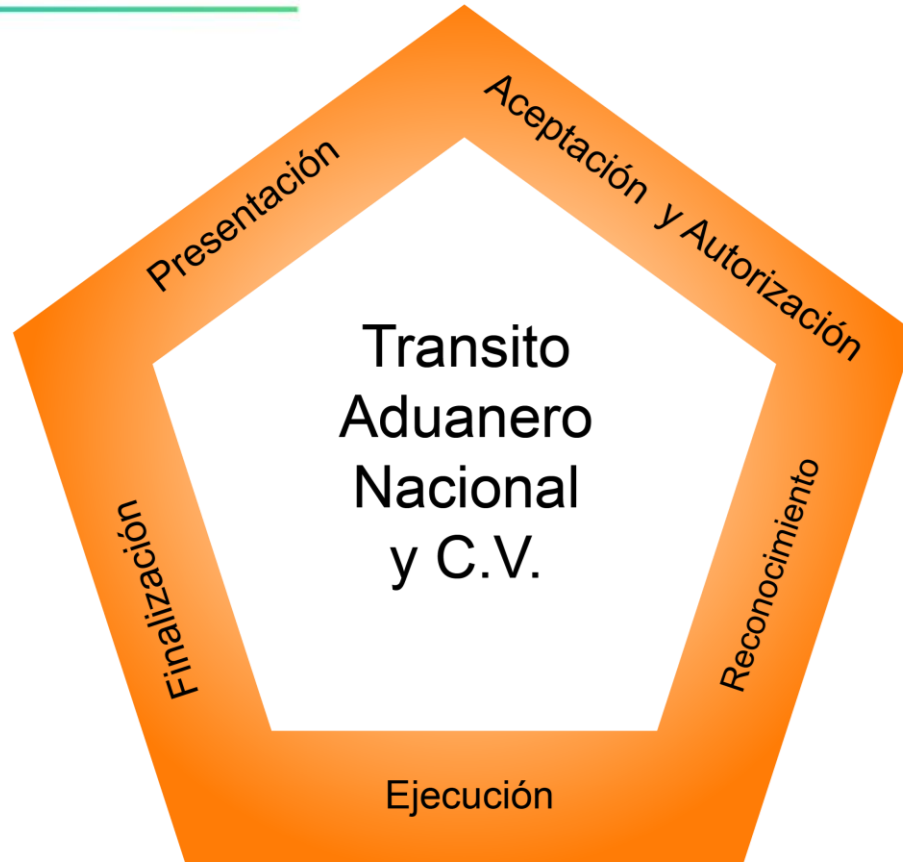 Presentación
Aceptación y Autorización
Transito
Aduanero
Nacional
y C.V.
Reconocimiento
Finalización
Ejecución